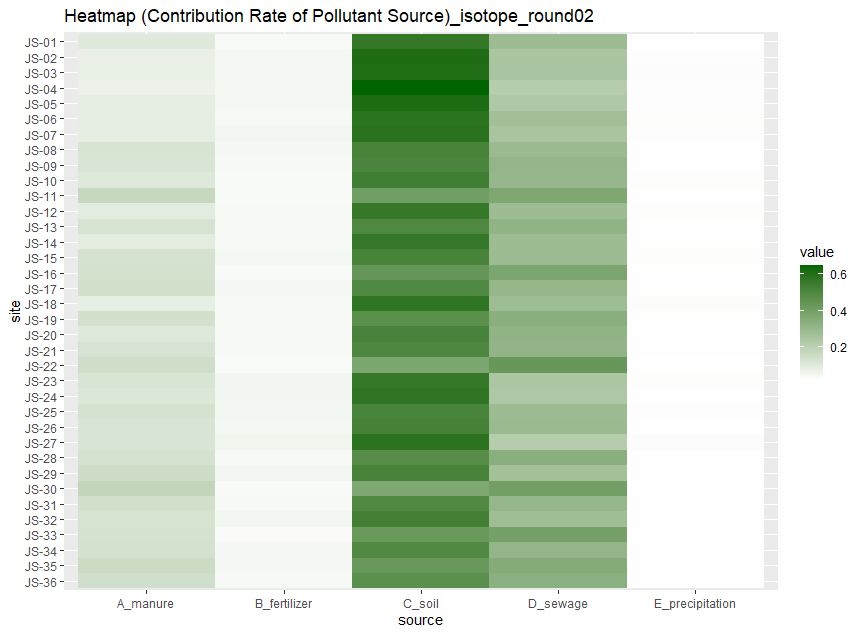 Heatmap (Contribution Rate of Pollutant Source)_isotope_round02
JS-01
JS-02
JS-03
JS-04
JS-05
JS-06
JS-07
JS-08
JS-09
JS-10
JS-11
JS-12
JS-13
JS-14
JS-15
JS-16
JS-17
JS-18
JS-19
JS-20
JS-21
JS-22
JS-23
JS-24
JS-25
JS-26
JS-27
JS-28
JS-29
JS-30
JS-31
JS-32
JS-33
JS-34
JS-35
JS-36
site
A_manure B_fertilizer C_soil D_sewage E_precipitation
source
value
0.6
0.4
0.2